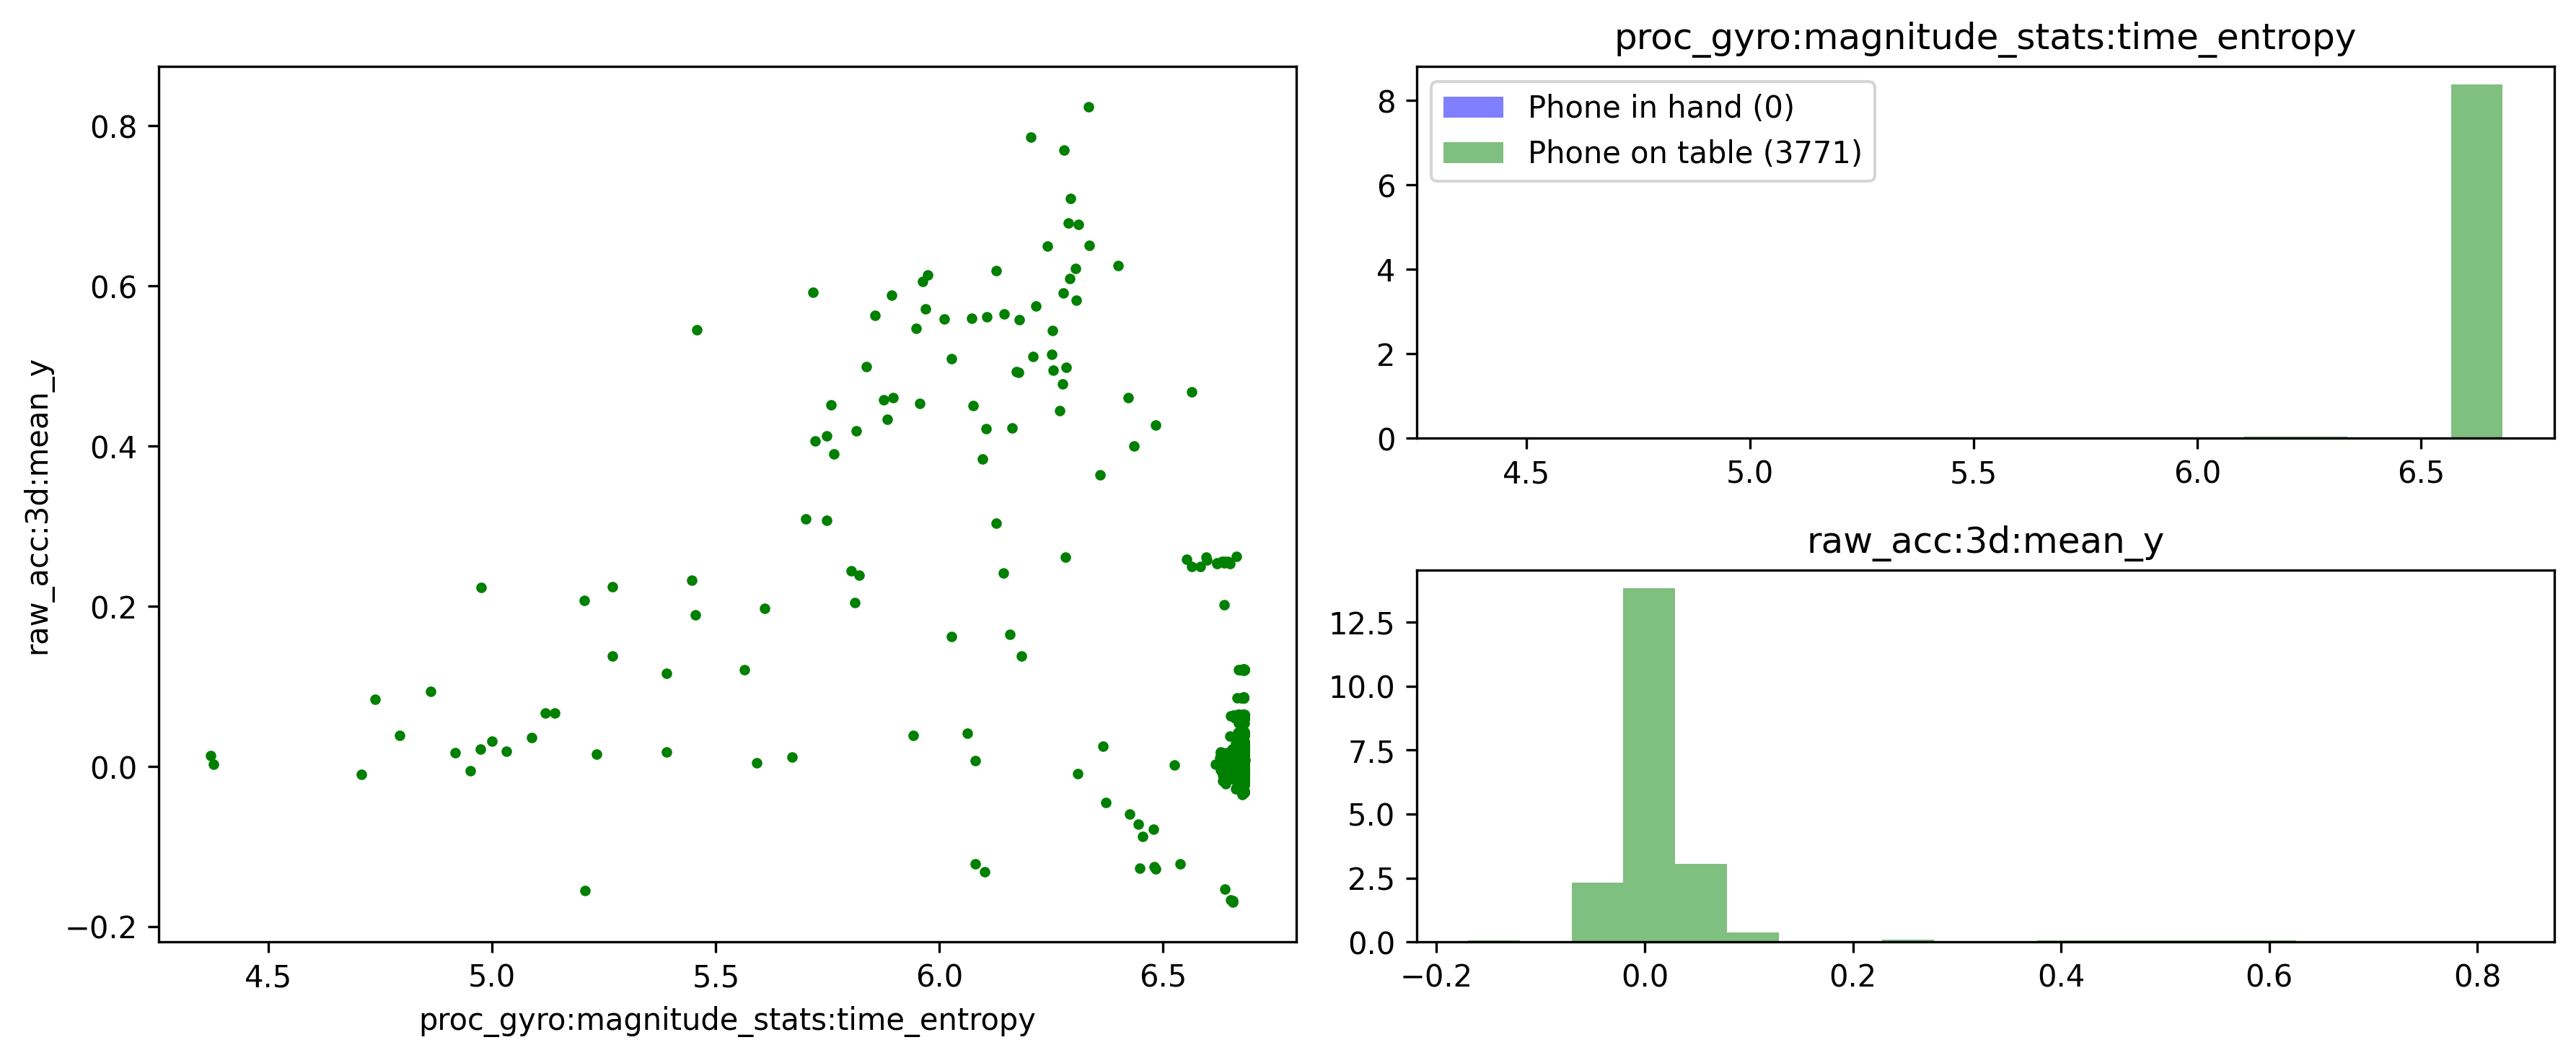 0.8
0.6
0.4
0.2
0.0
−0.2
raw_acc:3d:mean_y
4.5 5.0 5.5 6.0 6.5
proc_gyro:magnitude_stats:time_entropy
proc_gyro:magnitude_stats:time_entropy
Phone in hand (0)
Phone on table (3771)
8
6
4
2
0
4.5 5.0 5.5 6.0 6.5
raw_acc:3d:mean_y
12.5
10.0
7.5
5.0
2.5
0.0
−0.2 0.0 0.2 0.4 0.6 0.8